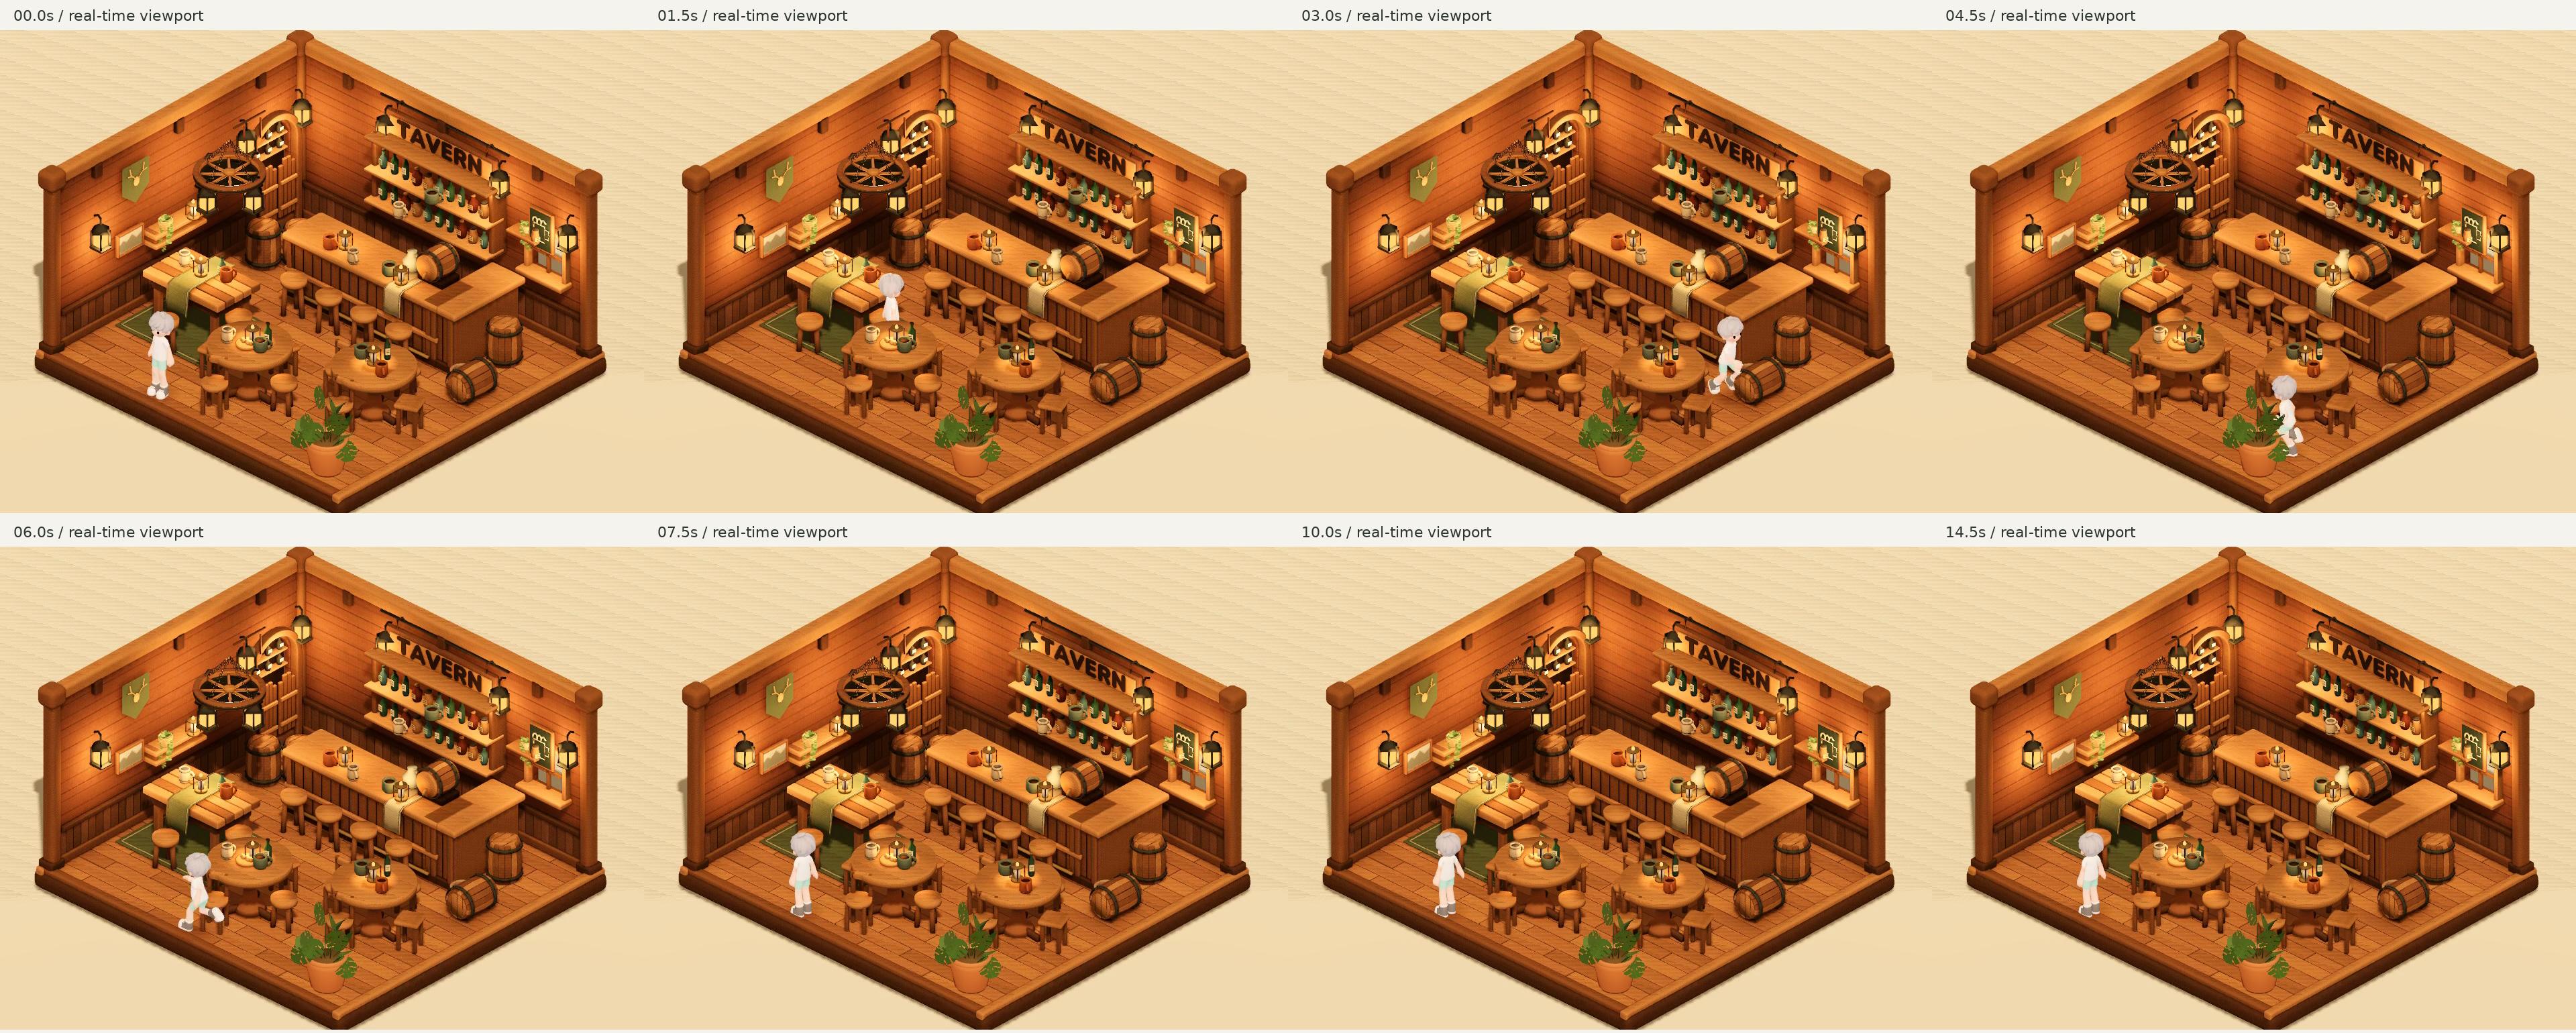 00.0s / real-time viewport
01.5s / real-time viewport
03.0s / real-time viewport
04.5s / real-time viewport
TAVERN
TAVERN
TAVERN
TAVERN
06.0s / real-time viewport
07.5s / real-time viewport
10.0s / real-time viewport
14.5s / real-time viewport
TAVERN
TAVERN
TAVERN
TAVERN